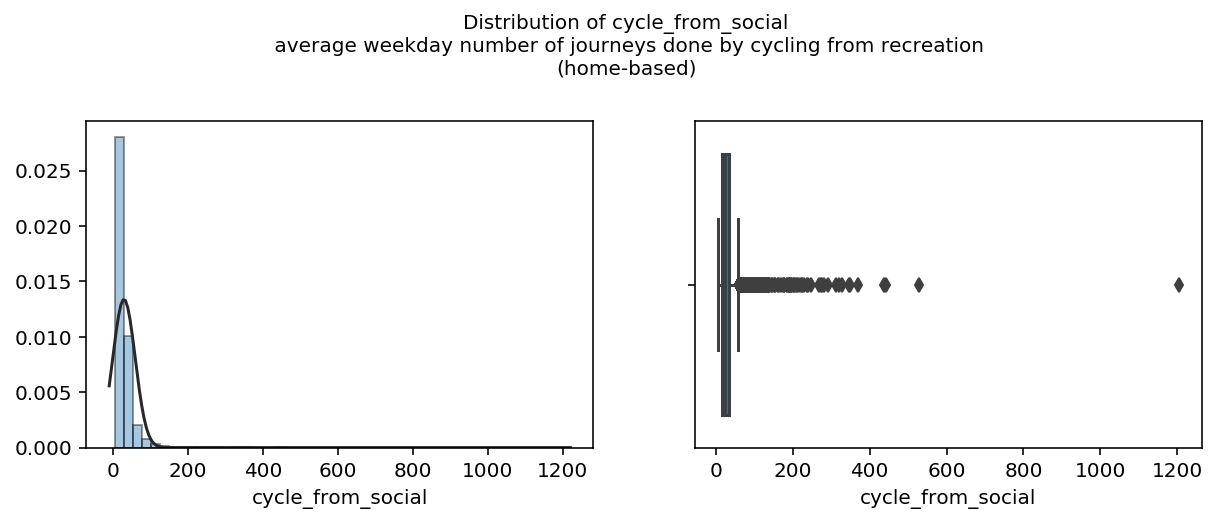 Distribution of cycle_from_social
average weekday number of journeys done by cycling from recreation
(home-based)
0.025
0.020
0.015
0.010
0.005
0.000
0 200 400 600 800 1000 1200
cycle_from_social
0 200 400 600 800 1000 1200
cycle_from_social